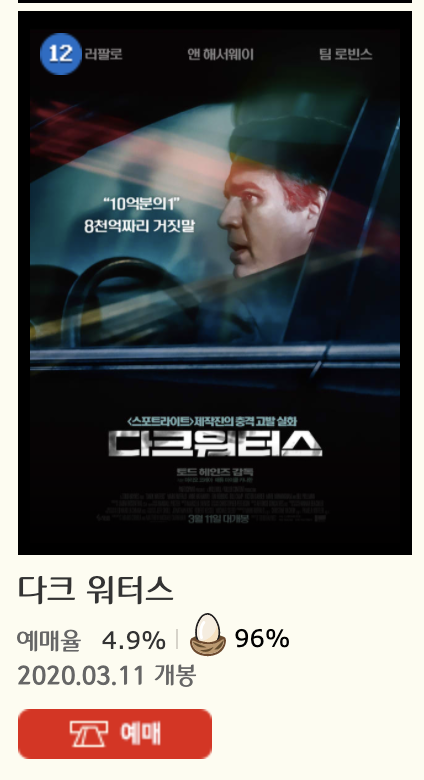 12 러팔로 앤 해서웨이 팀 로빈스
“10억분의1”
8천억짜리 거짓말
<스포트라이트>제작진의 충격 고발 실화
다크워터스
토드 헤인즈 감독
3월 11일 대개봉
다크 워터스
예매율 4.9% 96%
2020.03.11 개봉
예매